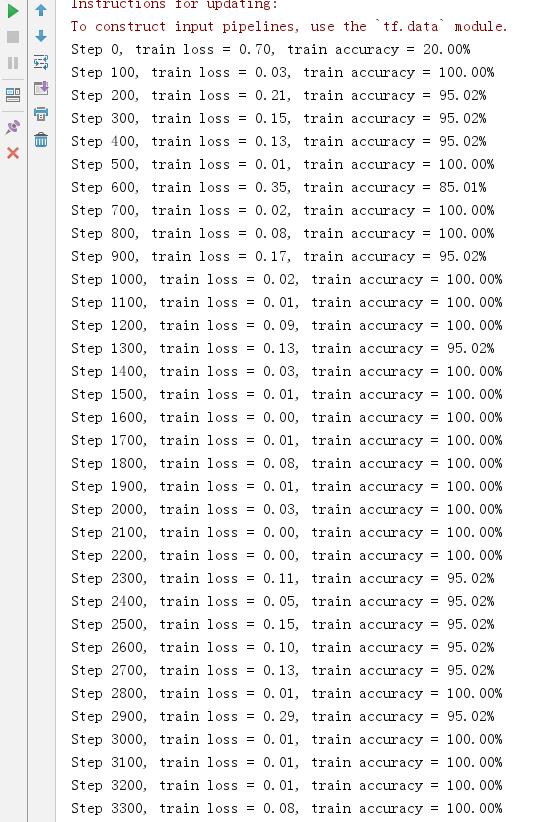 Instructions for updating:
To construct input pipelines, use the `tf.data` module.
Step 0, train loss = 0.70, train accuracy = 20.00%
Step 100, train loss = 0.03, train accuracy = 100.00%
Step 200, train loss = 0.21, train accuracy = 95.02%
Step 300, train loss = 0.15, train accuracy = 95.02%
Step 400, train loss = 0.13, train accuracy = 95.02%
Step 500, train loss = 0.01, train accuracy = 100.00%
Step 600, train loss = 0.35, train accuracy = 85.01%
Step 700, train loss = 0.02, train accuracy = 100.00%
Step 800, train loss = 0.08, train accuracy = 100.00%
Step 900, train loss = 0.17, train accuracy = 95.02%
Step 1000, train loss = 0.02, train accuracy = 100.00%
Step 1100, train loss = 0.01, train accuracy = 100.00%
Step 1200, train loss = 0.09, train accuracy = 100.00%
Step 1300, train loss = 0.13, train accuracy = 95.02%
Step 1400, train loss = 0.03, train accuracy = 100.00%
Step 1500, train loss = 0.01, train accuracy = 100.00%
Step 1600, train loss = 0.00, train accuracy = 100.00%
Step 1700, train loss = 0.01, train accuracy = 100.00%
Step 1800, train loss = 0.08, train accuracy = 100.00%
Step 1900, train loss = 0.01, train accuracy = 100.00%
Step 2000, train loss = 0.03, train accuracy = 100.00%
Step 2100, train loss = 0.00, train accuracy = 100.00%
Step 2200, train loss = 0.00, train accuracy = 100.00%
Step 2300, train loss = 0.11, train accuracy = 95.02%
Step 2400, train loss = 0.05, train accuracy = 95.02%
Step 2500, train loss = 0.15, train accuracy = 95.02%
Step 2600, train loss = 0.10, train accuracy = 95.02%
Step 2700, train loss = 0.13, train accuracy = 95.02%
Step 2800, train loss = 0.01, train accuracy = 100.00%
Step 2900, train loss = 0.29, train accuracy = 95.02%
Step 3000, train loss = 0.01, train accuracy = 100.00%
Step 3100, train loss = 0.01, train accuracy = 100.00%
Step 3200, train loss = 0.01, train accuracy = 100.00%
Step 3300, train loss = 0.08, train accuracy = 100.00%